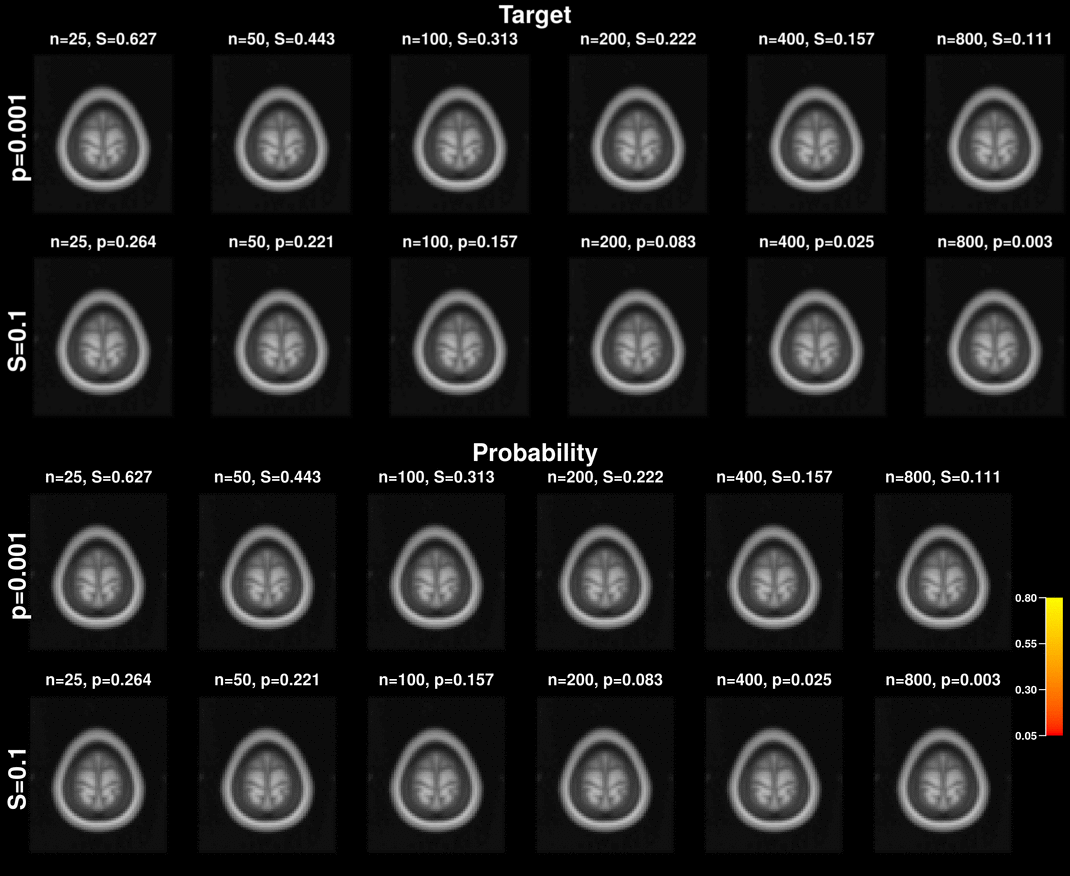 Target
n=25, S=0.627 n=50, S=0.443 n=100, S=0.313 n=200, S=0.222 n=400, S=0.157 n=800, S=0.111
p=0.001
n=25, p=0.264 n=50, p=0.221 n=100, p=0.157 n=200, p=0.083 n=400, p=0.025 n=800, p=0.003
S=0.1
Probability
n=25, S=0.627 n=50, S=0.443 n=100, S=0.313 n=200, S=0.222 n=400, S=0.157 n=800, S=0.111
p=0.001
0.80
0.55
n=25, p=0.264 n=50, p=0.221 n=100, p=0.157 n=200, p=0.083 n=400, p=0.025 n=800, p=0.003
0.30
0.05
S=0.1